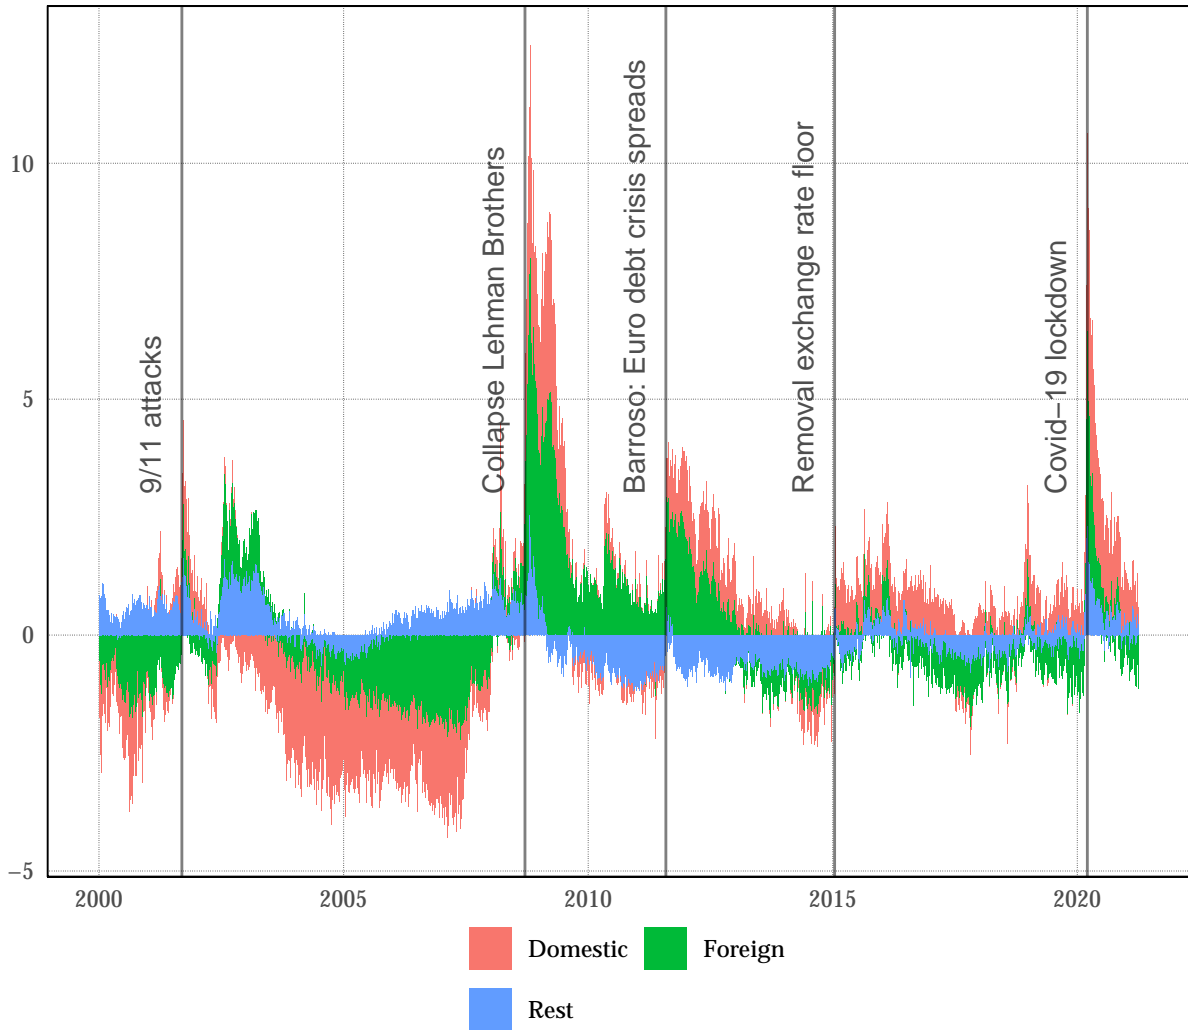 10
5
0
−5
9/11 attacks
Collapse Lehman Brothers
Barroso: Euro debt crisis spreads
Removal exchange rate floor
Covid−19 lockdown
2000 2005 2010 2015 2020
Domestic Foreign
Rest